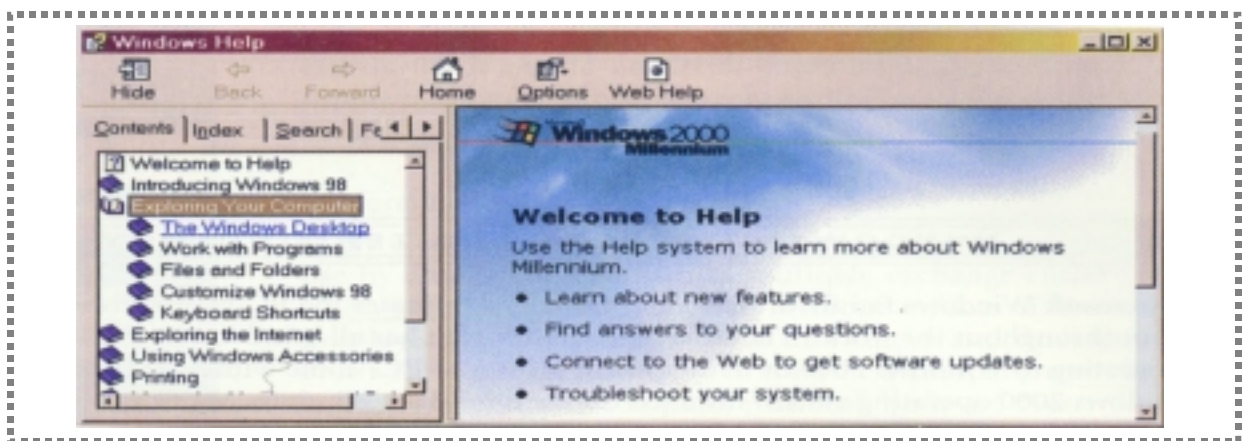 Windows Help
Hide Back Forward Home Options Web Help
Contents Index Search
Welcome to Help
Introducing Windows 98
Exploring Your Computer
The Windows Desktop
Work with Programs
Files and Folders
Customize Windows 98
Keyboard Shortcuts
Exploring the Internet
Using Windows Accessories
Printing
Windows 2000
Millennium
Welcome to Help
Use the Help system to learn more about Windows
Millennium.
• Learn about new features.
• Find answers to your questions.
• Connect to the Web to get software updates.
• Troubleshoot your system.